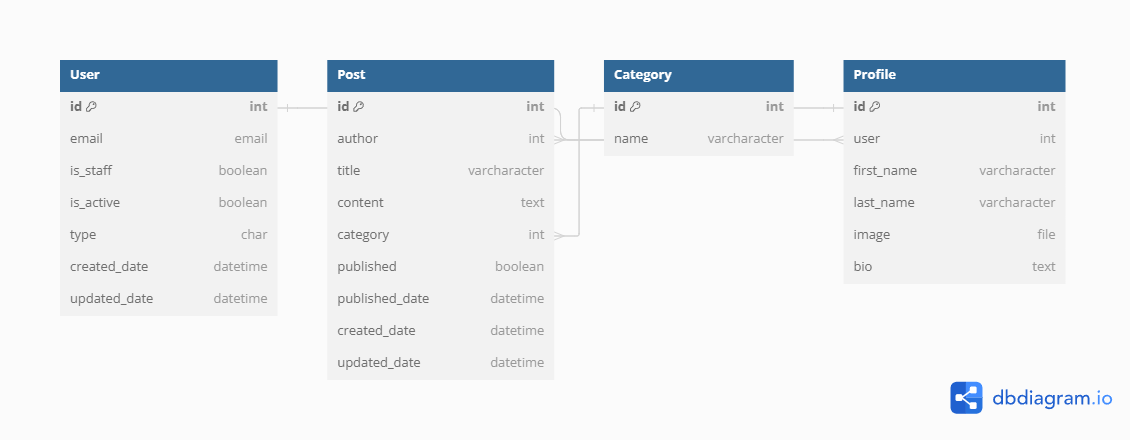 User
id int
email email
is_staff boolean
is_active boolean
type char
created_date datetime
updated_date datetime
Post
id int
author int
title varcharacter
content text
category int
published boolean
published_date datetime
created_date datetime
updated_date datetime
Category
id int
name varcharacter
Profile
id int
user int
first_name varcharacter
last_name varcharacter
image file
bio text
dbdiagram.io